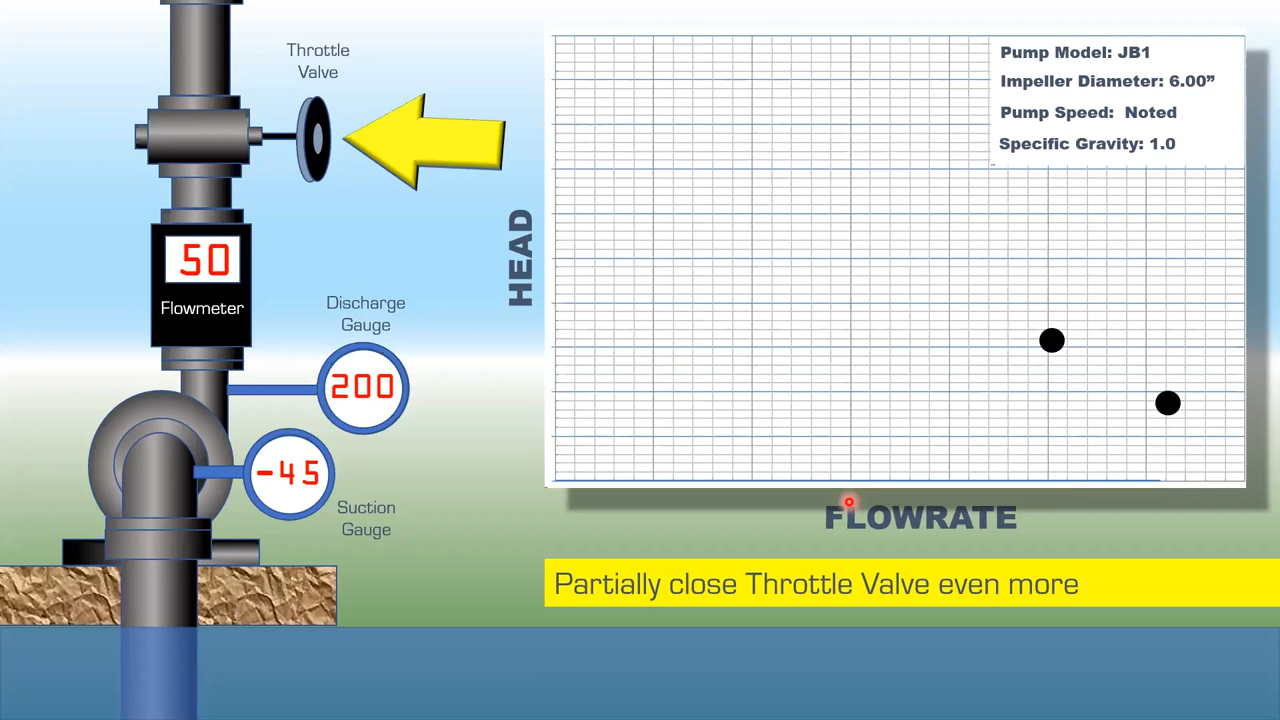 Throttle
Valve
50
Flowmeter
Discharge
Gauge
200
-45
Suction
Gauge
HEAD
Pump Model: JB1
Impeller Diameter: 6.00”
Pump Speed: Noted
Specific Gravity: 1.0
FLOWRATE
Partially close Throttle Valve even more